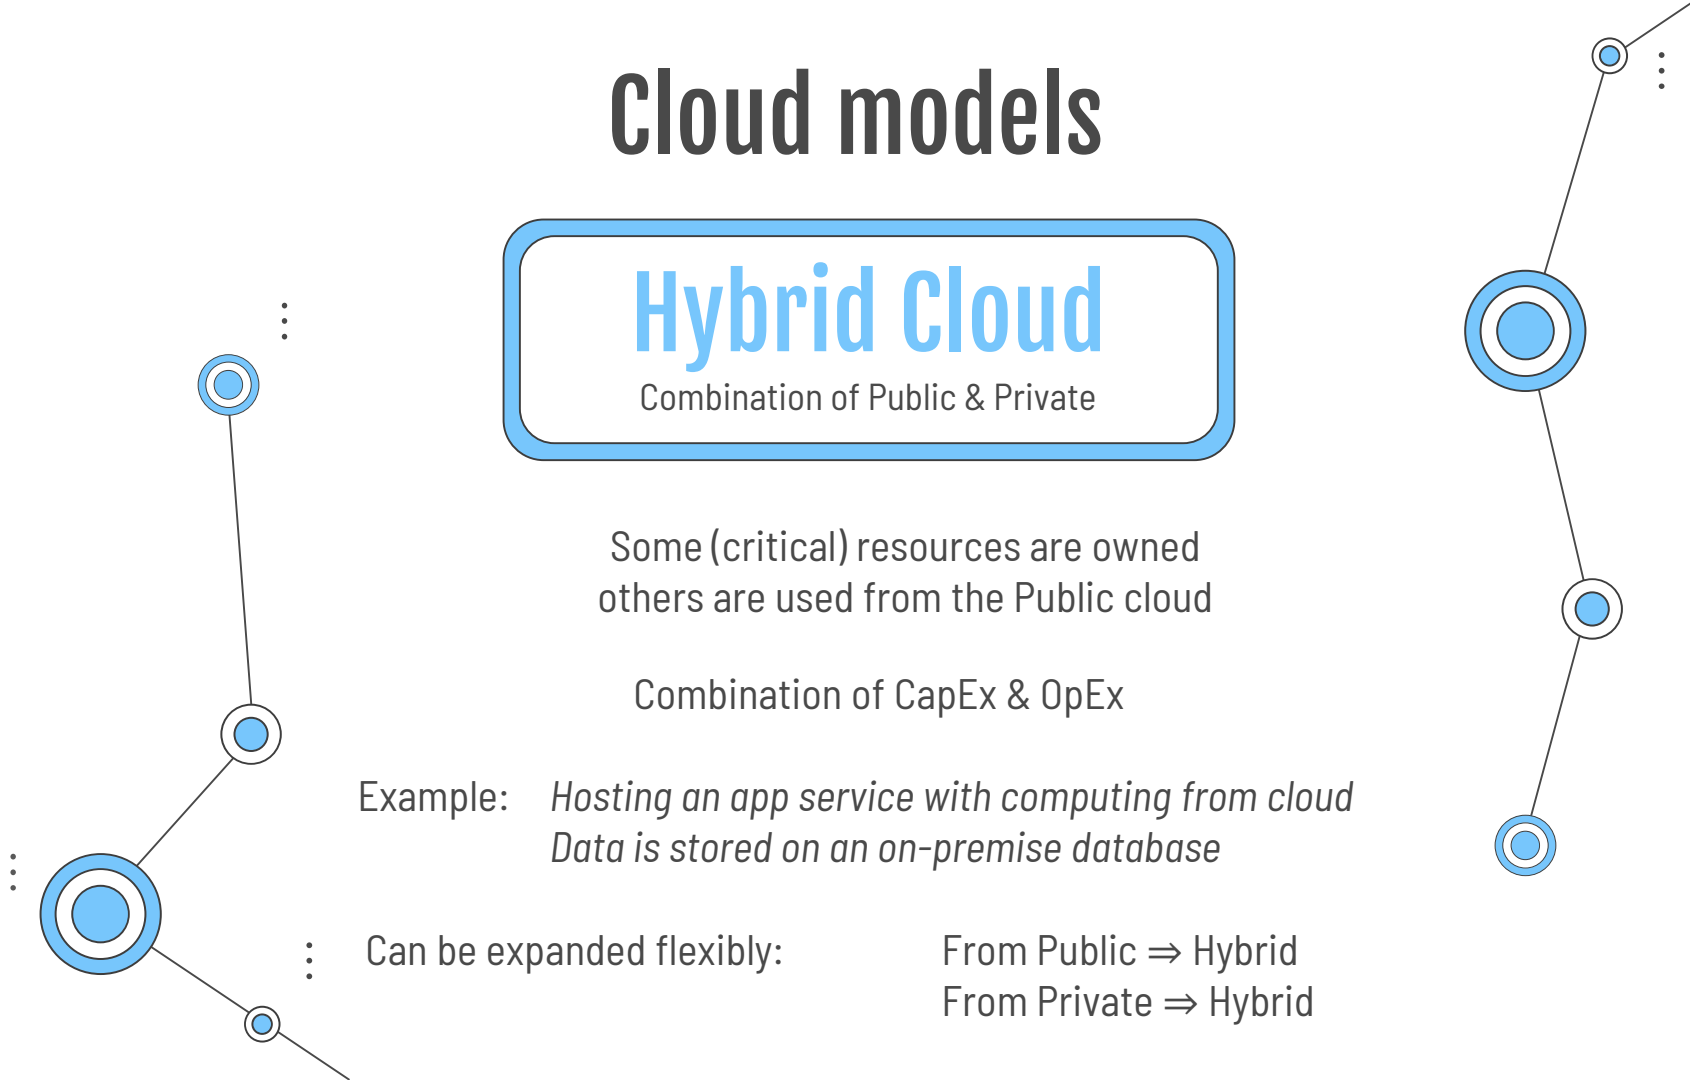 Cloud models
Hybrid Cloud
Combination of Public & Private
Some (critical) resources are owned
others are used from the Public cloud
Combination of CapEx & OpEx
Example: Hosting an app service with computing from cloud
Data is stored on an on-premise database
Can be expanded flexibly: From Public ⇒ Hybrid
From Private ⇒ Hybrid